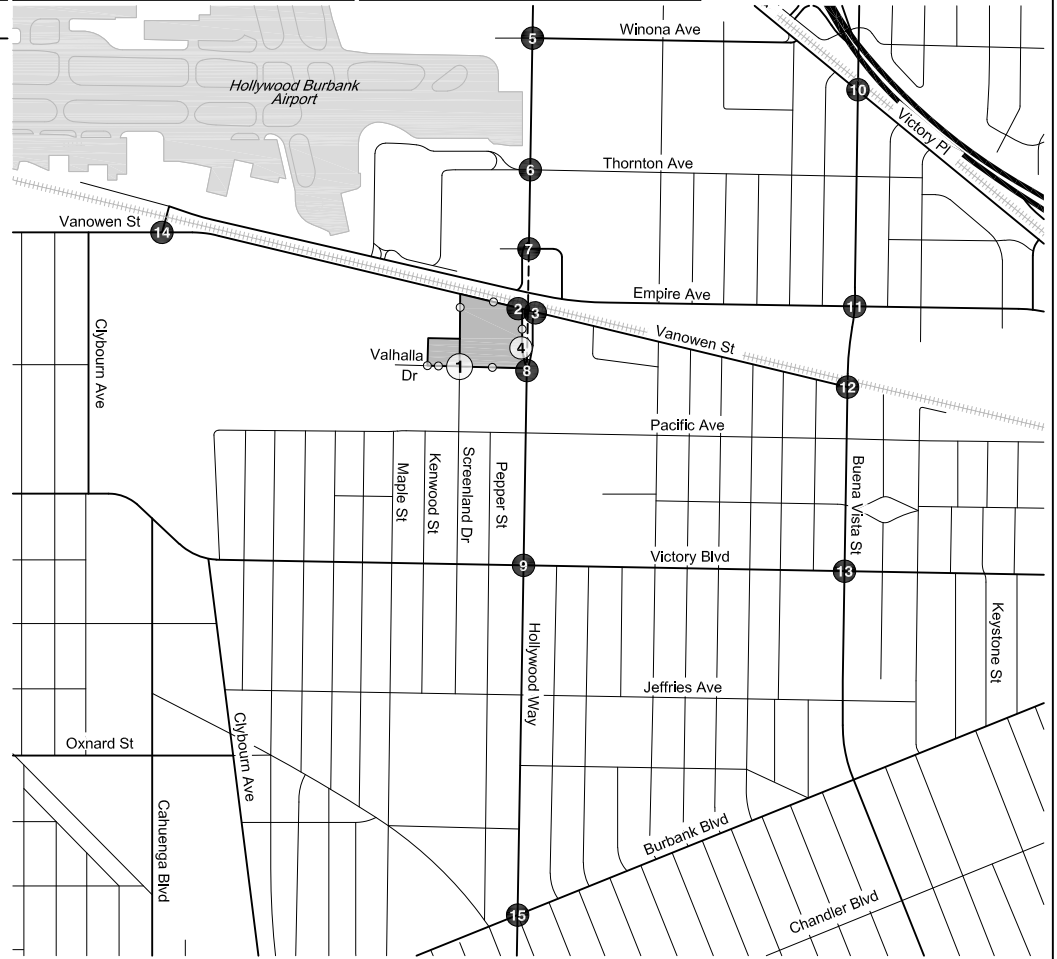 Winona Ave
5
Hollywood Burbank
Airport
10
Victory Pl
6
Thornton Ave
Vanowen St
14
7
Empire Ave
2
3
11
Vanowen St
Clybourn Ave
4
Valhalla
Dr
1
8
12
Pacific Ave
Maple St
Kenwood St
Screenland Dr
Pepper St
Buena Vista St
Victory Blvd
9
13
Hollywood Way
Keystone St
Jeffries Ave
Clybourn Ave
Oxnard St
Cahuenga Blvd
Burbank Blvd
Chandler Blvd
15